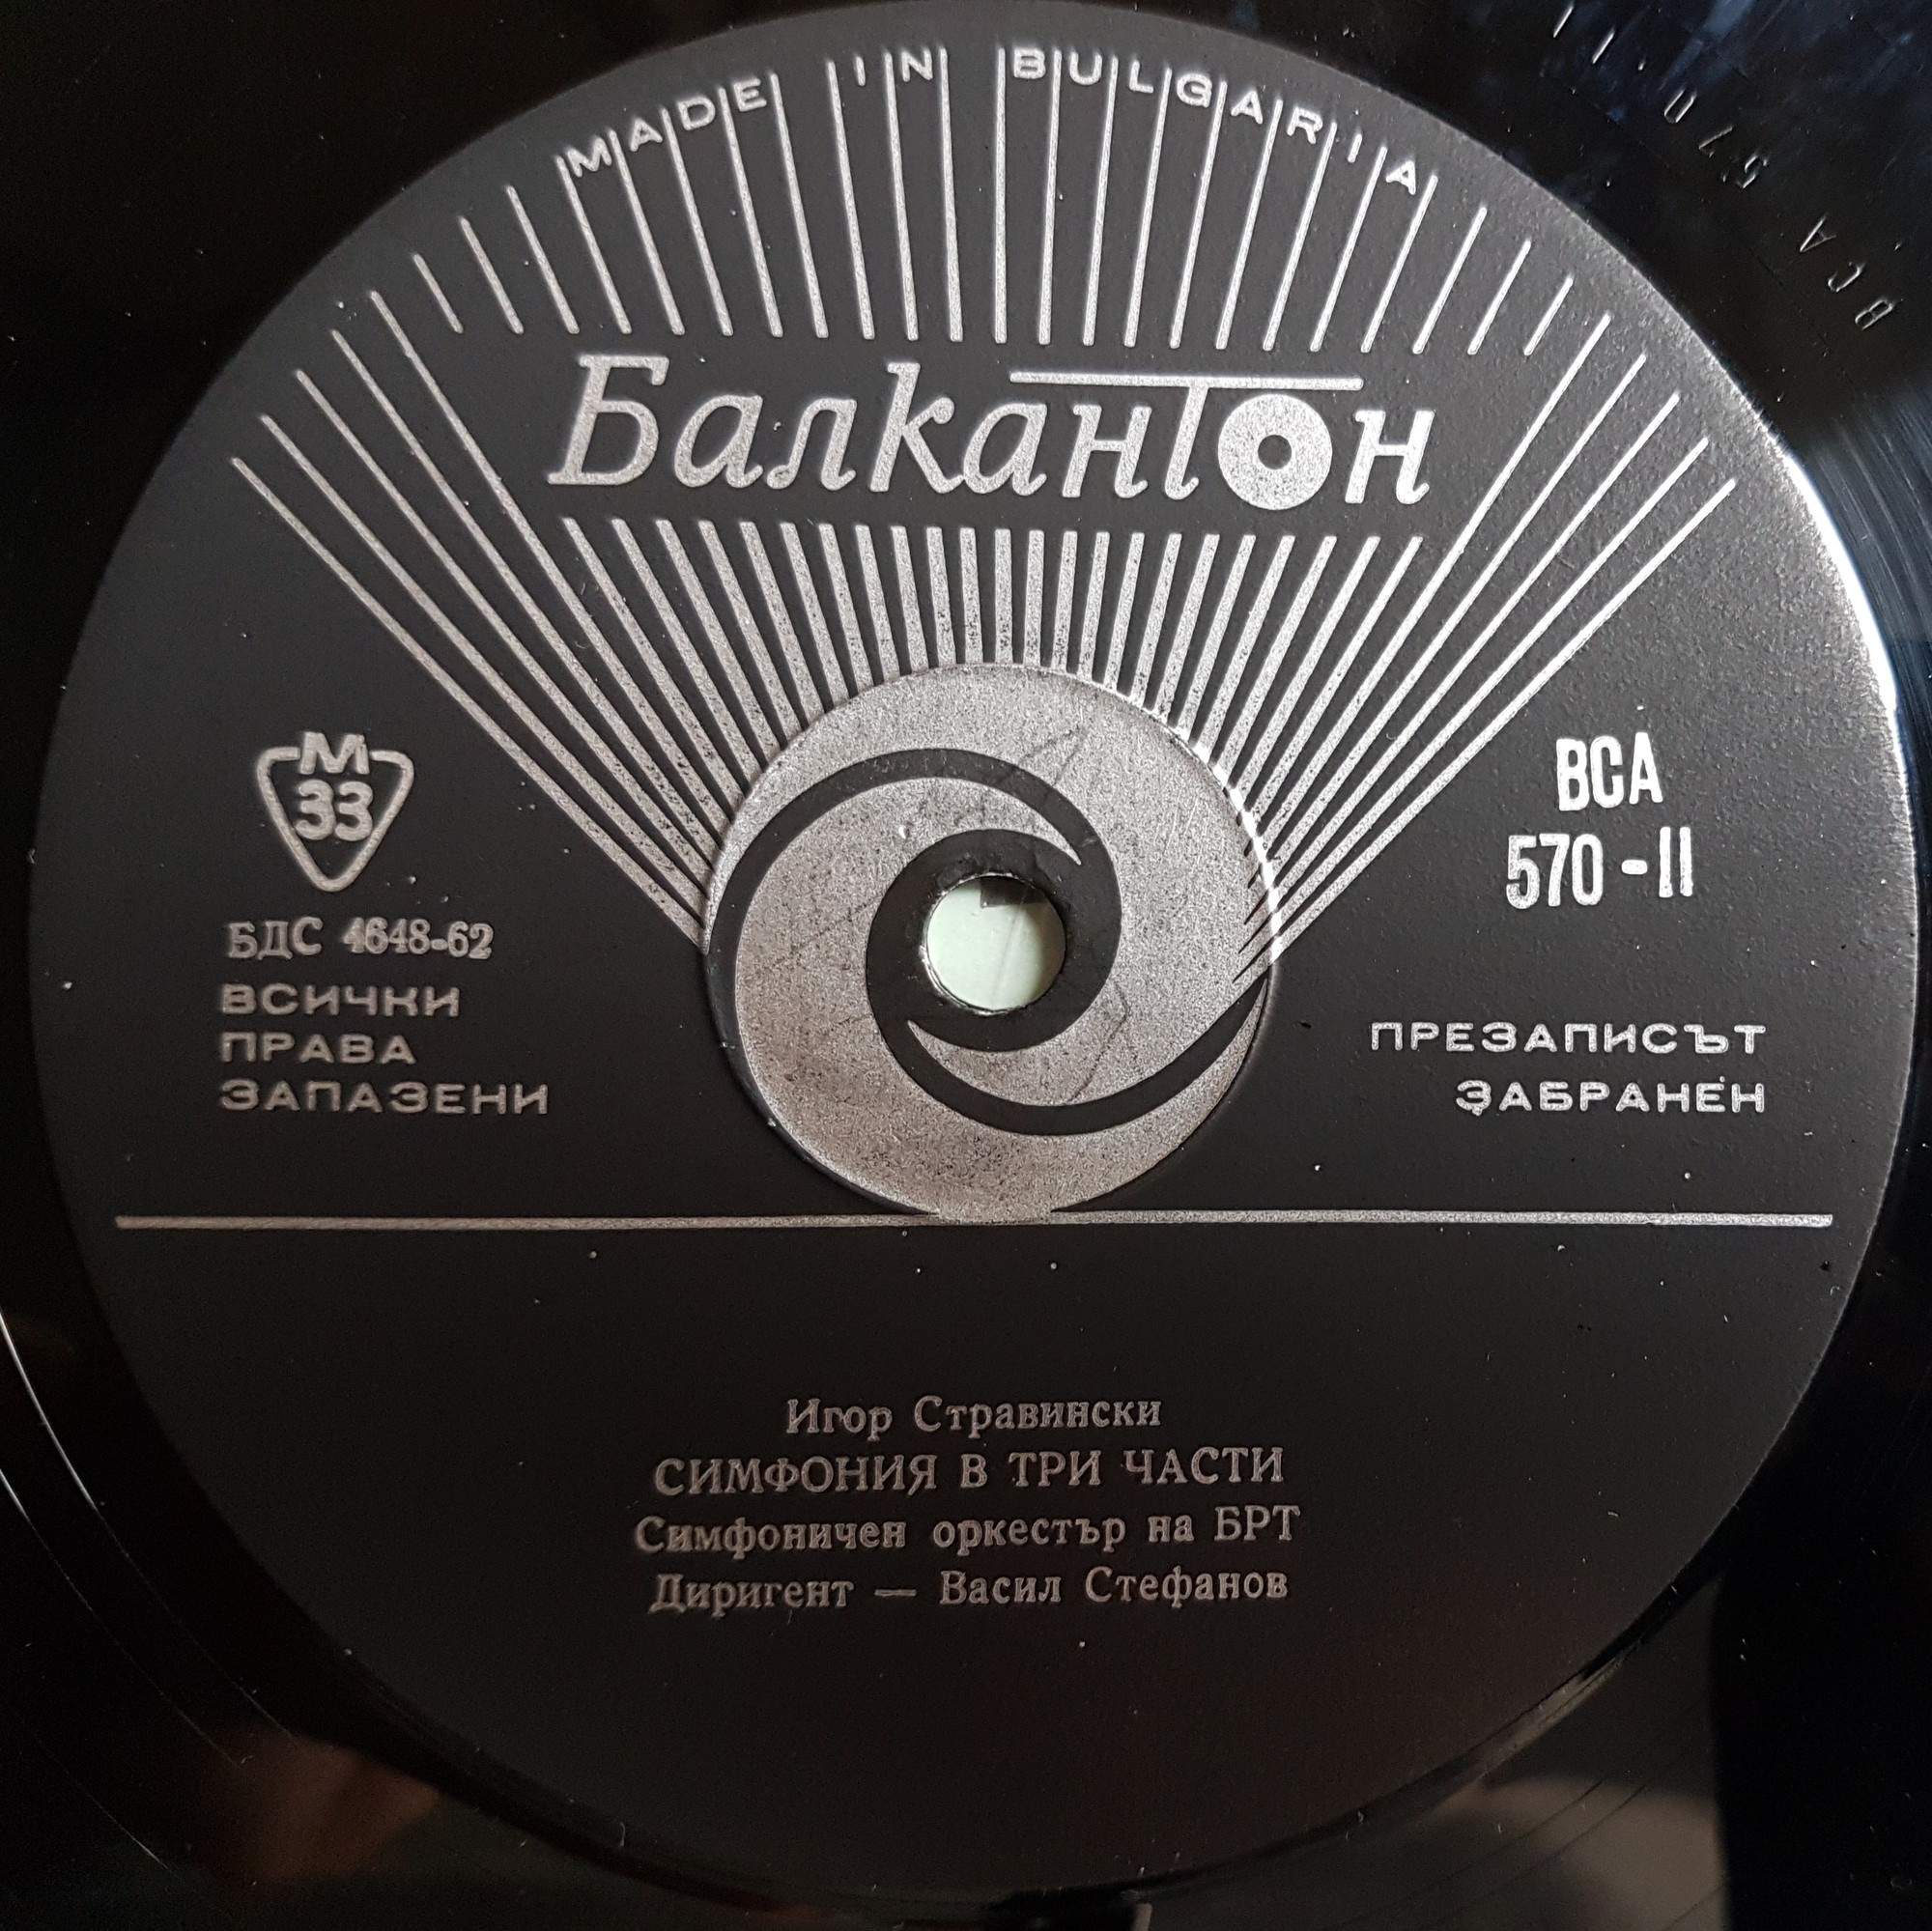 MADE IN BULGARIA
Балкантон
М
33
БДС 4648-62
ВСИЧКИ
ПРАВА
ЗАПАЗЕНИ
ВСА
570-II
ПРЕЗАПИСЪТ
ЗАБРАНЕН
Игор Стравински
СИМФОНИЯ В ТРИ ЧАСТИ
Симфоничен оркестър на БРТ
Диригент — Васил Стефанов
ВСА 570